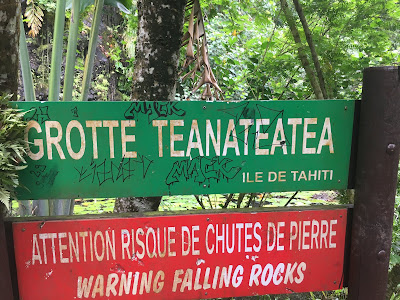 GROTTE TEANATEATEA
ILE DE TAHITI
ATTENTION RISQUE DE CHUTES DE PIERRE
WARNING FALLING ROCKS